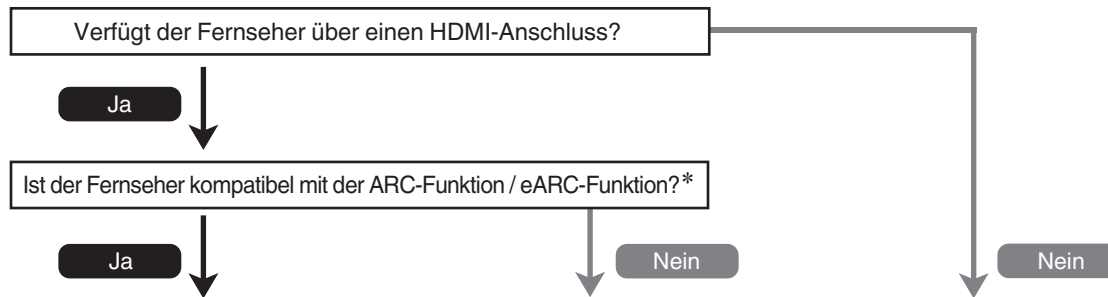 Verfügt der Fernseher über einen HDMI-Anschluss?
Ja
Ist der Fernseher kompatibel mit der ARC-Funktion / eARC-Funktion?*
Ja
Nein
Nein